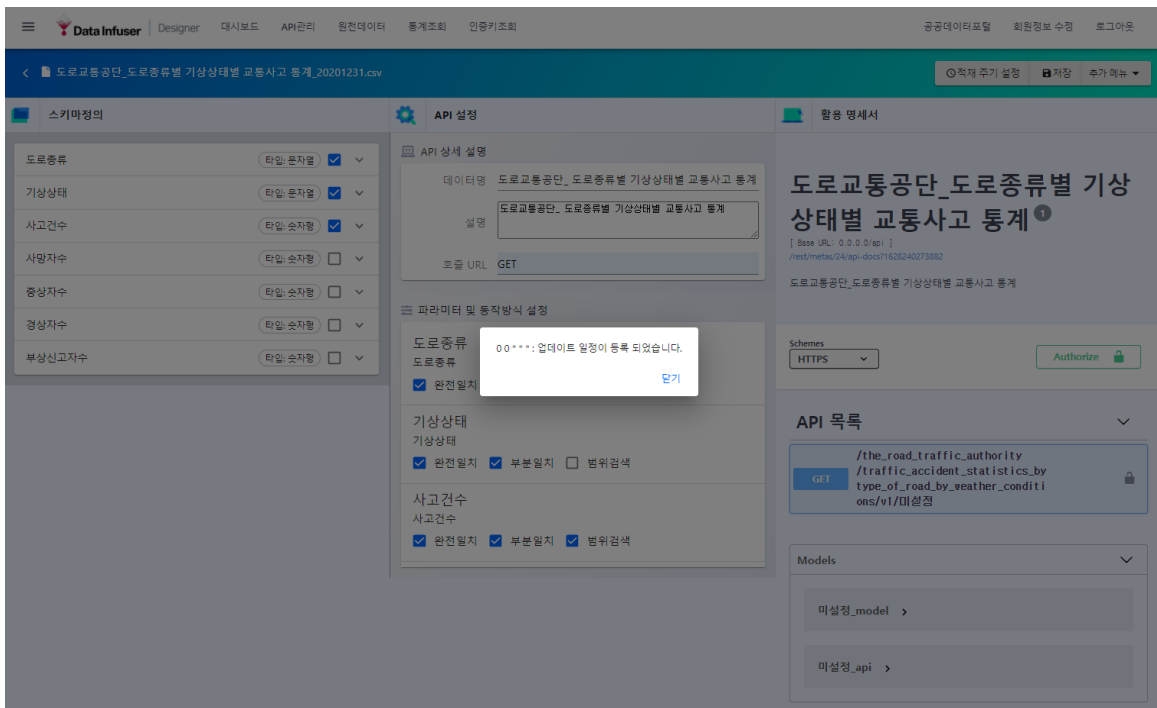 Data Infuser | Designer 대시보드 API관리 원천데이터 통계조회 인증키조회 공공데이터포털 회원정보 수정 로그아웃
도로교통공단_도로종류별 기상상태별 교통사고 통계_20201231.csv 적재 주기 설정 저장 추가 메뉴
스키마정의
도로종류 타입: 문자열
기상상태 타입: 문자열
사고건수 타입: 숫자형
사망자수 타입: 숫자형
중상자수 타입: 숫자형
경상자수 타입: 숫자형
부상신고자수 타입: 숫자형
API 설정
API 상세 설명
데이터명 도로교통공단_ 도로종류별 기상상태별 교통사고 통계
설명 도로교통공단_ 도로종류별 기상상태별 교통사고 통계
호출 URL GET
파라미터 및 동작방식 설정
도로종류
도로종류
완전일치
0 0 * * * : 업데이트 일정이 등록 되었습니다.
닫기
기상상태
기상상태
완전일치 부분일치 범위검색
사고건수
사고건수
완전일치 부분일치 범위검색
활용 명세서
도로교통공단_도로종류별 기상
상태별 교통사고 통계 1
[ Base URL: 0.0.0.0/api ]
/rest/metas/24/api-docs?1628240273882
도로교통공단_도로종류별 기상상태별 교통사고 통계
Schemes
HTTPS
Authorize
API 목록
GET
/the_road_traffic_authority
/traffic_accident_statistics_by
type_of_road_by_weather_conditi
ons/v1/미설정
Models
미설정_model
미설정_api